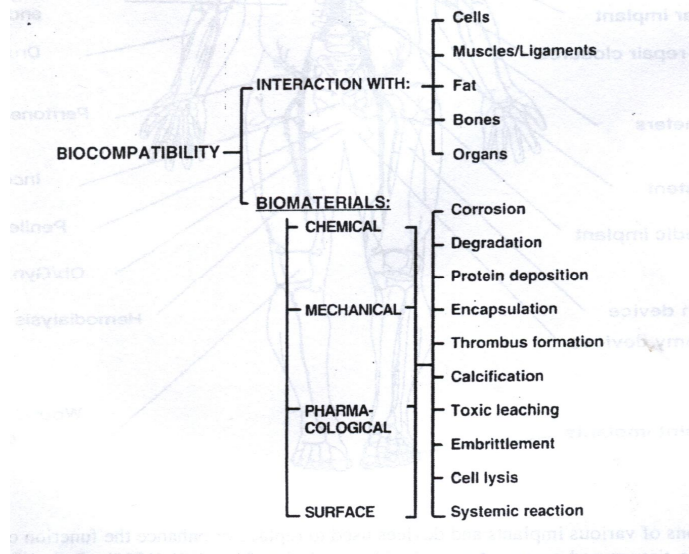 Cells
Muscles/Ligaments
INTERACTION WITH:
Fat
Bones
BIOCOMPATIBILITY
Organs
BIOMATERIALS:
CHEMICAL
Corrosion
Degradation
Protein deposition
MECHANICAL
Encapsulation
Thrombus formation
Calcification
PHARMA-
COLOGICAL
Toxic leaching
Embrittlement
Cell lysis
SURFACE
Systemic reaction